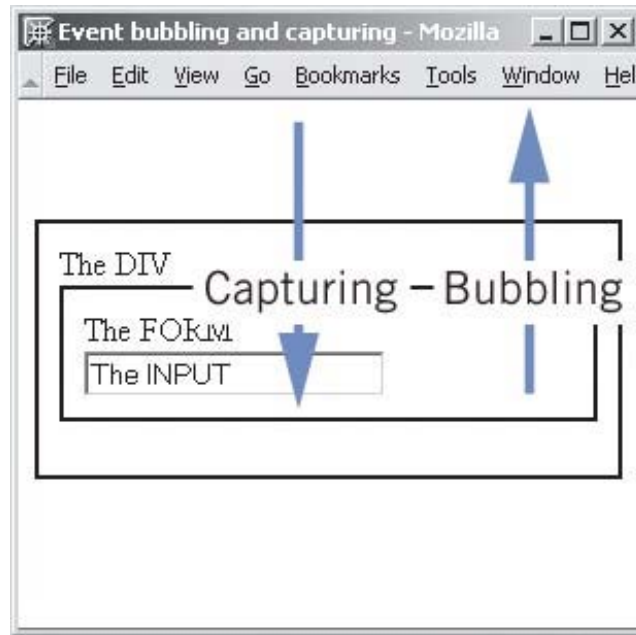 Event bubbling and capturing - Mozilla
File Edit View Go Bookmarks Tools Window Hel
The DIV
Capturing – Bubbling
The FORM
The INPUT